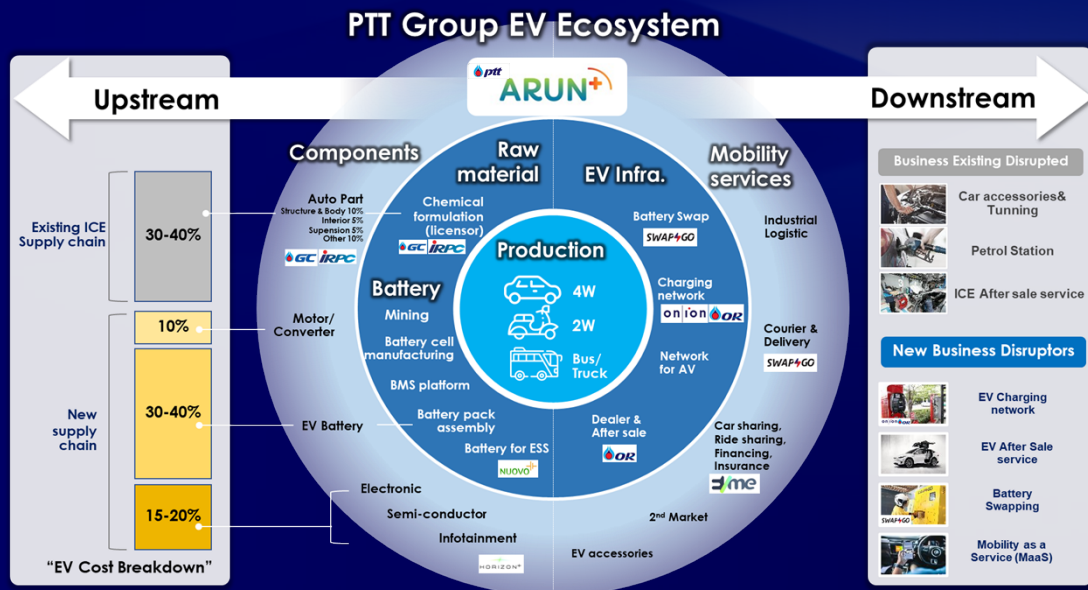 PTT Group EV Ecosystem
ptt
ARUN+
Upstream
Downstream
Existing ICE
Supply chain
30-40%
10%
New
supply
chain
30-40%
15-20%
“EV Cost Breakdown”
Components
Auto Part
Structure & Body 10%
Interior 5%
Supension 5%
Other 10%
GC IRPC
Motor/
Converter
EV Battery
Electronic
Semi-conductor
Infotainment
HORIZON+
Raw
material
Chemical
formulation
(licensor)
GC IRPC
Battery
Mining
Battery cell
manufacturing
BMS platform
Battery pack
assembly
Battery for ESS
NUOVO+
Production
4W
2W
Bus/
Truck
EV Infra.
Battery Swap
SWAP GO
Charging
network
on-ion OR
Network
for AV
Dealer &
After sale
OR
Mobility
services
Industrial
Logistic
Courier &
Delivery
SWAP GO
Car sharing,
Ride sharing,
Financing,
Insurance
EVme
2nd Market
EV accessories
Business Existing Disrupted
Car accessories&
Tunning
Petrol Station
ICE After sale service
New Business Disruptors
EV Charging
network
EV After Sale
service
Battery
Swapping
SWAP GO
Mobility as a
Service (MaaS)